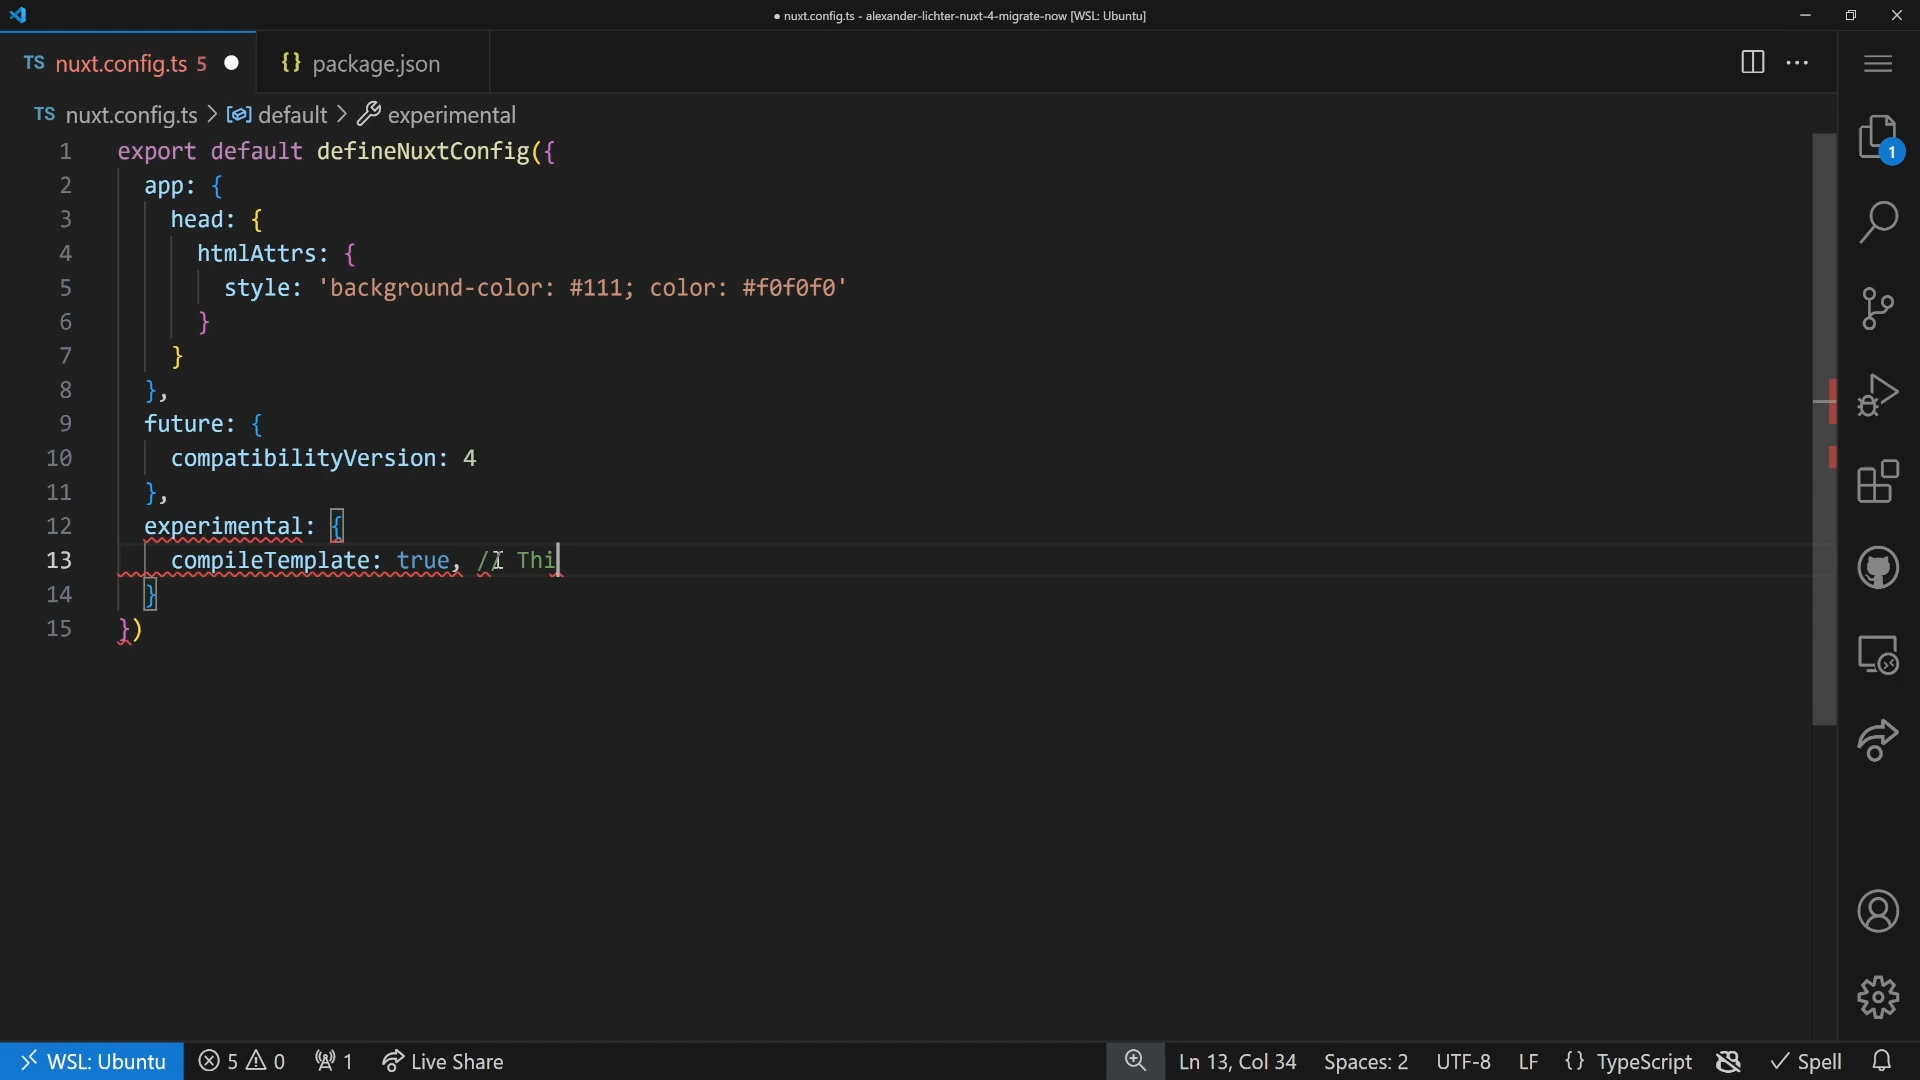 ● nuxt.config.ts - alexander-lichter-nuxt-4-migrate-now [WSL: Ubuntu]
TS nuxt.config.ts 5 ● {} package.json
TS nuxt.config.ts > default > experimental
1 export default defineNuxtConfig({
2 app: {
3 head: {
4 htmlAttrs: {
5 style: 'background-color: #111; color: #f0f0f0'
6 }
7 }
8 },
9 future: {
10 compatibilityVersion: 4
11 },
12 experimental: {
13 compileTemplate: true, // Thi
14 }
15 })
1
WSL: Ubuntu 5 0 1 Live Share Ln 13, Col 34 Spaces: 2 UTF-8 LF {} TypeScript Spell